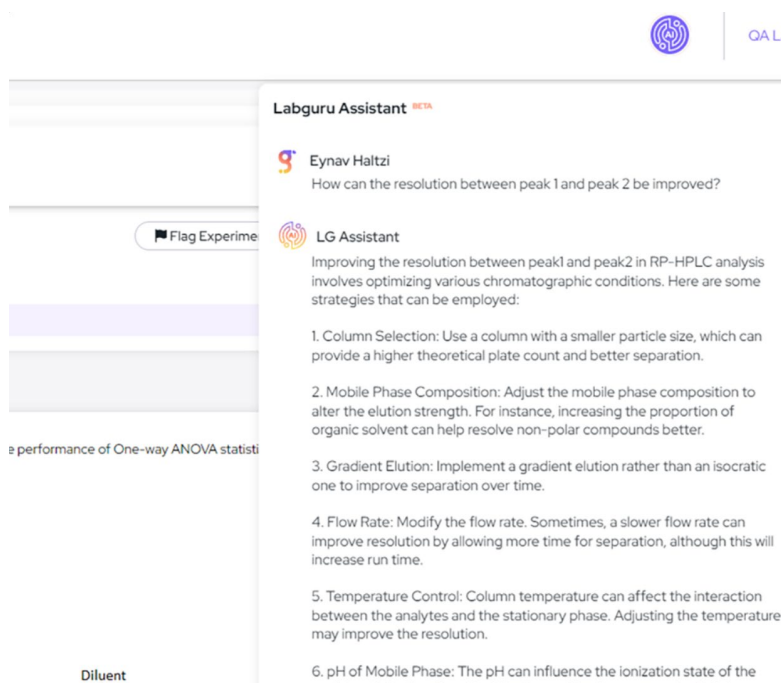 QA L
Labguru Assistant BETA
Eynav Haltzi
How can the resolution between peak 1 and peak 2 be improved?
Flag Experime
LG Assistant
Improving the resolution between peak1 and peak2 in RP-HPLC analysis
involves optimizing various chromatographic conditions. Here are some
strategies that can be employed:
1. Column Selection: Use a column with a smaller particle size, which can
provide a higher theoretical plate count and better separation.
2. Mobile Phase Composition: Adjust the mobile phase composition to
alter the elution strength. For instance, increasing the proportion of
organic solvent can help resolve non-polar compounds better.
e performance of One-way ANOVA statisti
3. Gradient Elution: Implement a gradient elution rather than an isocratic
one to improve separation over time.
4. Flow Rate: Modify the flow rate. Sometimes, a slower flow rate can
improve resolution by allowing more time for separation, although this will
increase run time.
5. Temperature Control: Column temperature can affect the interaction
between the analytes and the stationary phase. Adjusting the temperature
may improve the resolution.
6. pH of Mobile Phase: The pH can influence the ionization state of the
Diluent